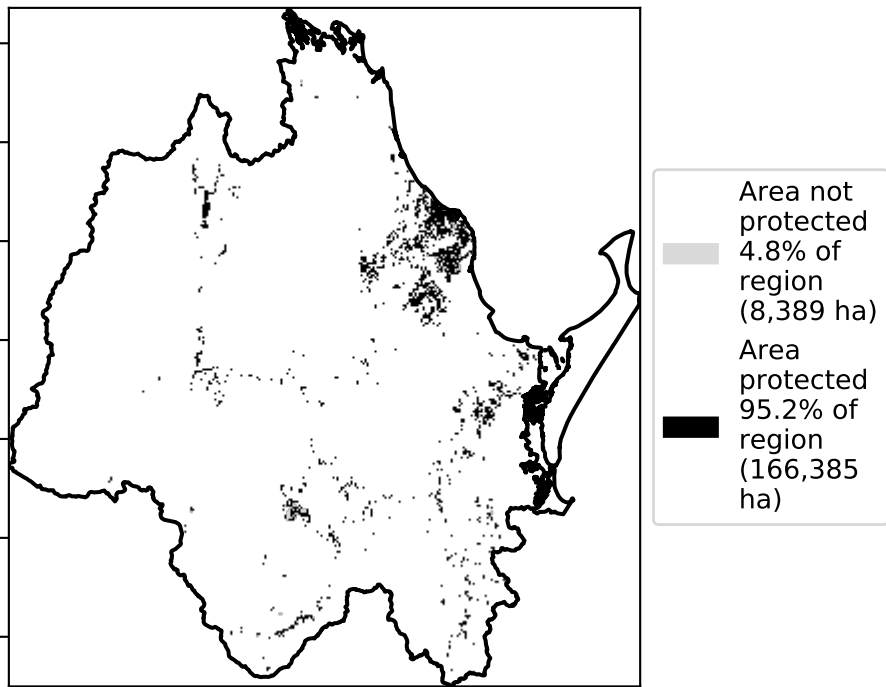 Area not
protected
4.8% of
region
(8,389 ha)
Area
protected
95.2% of
region
(166,385
ha)